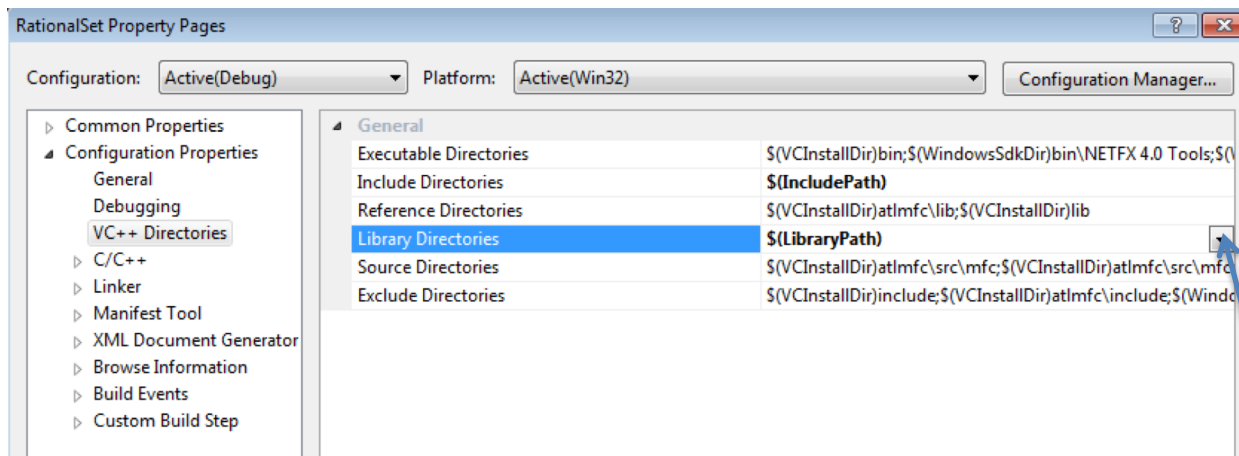 RationalSet Property Pages
Configuration: Active(Debug) Platform: Active(Win32) Configuration Manager...
Common Properties
Configuration Properties
General
Debugging
VC++ Directories
C/C++
Linker
Manifest Tool
XML Document Generator
Browse Information
Build Events
Custom Build Step
General
Executable Directories $(VCInstallDir)bin;$(WindowsSdkDir)bin\NETFX 4.0 Tools;$(V
Include Directories $(IncludePath)
Reference Directories $(VCInstallDir)atlmfc\lib;$(VCInstallDir)lib
Library Directories $(LibraryPath)
Source Directories $(VCInstallDir)atlmfc\src\mfc;$(VCInstallDir)atlmfc\src\mfc
Exclude Directories $(VCInstallDir)include;$(VCInstallDir)atlmfc\include;$(Windo